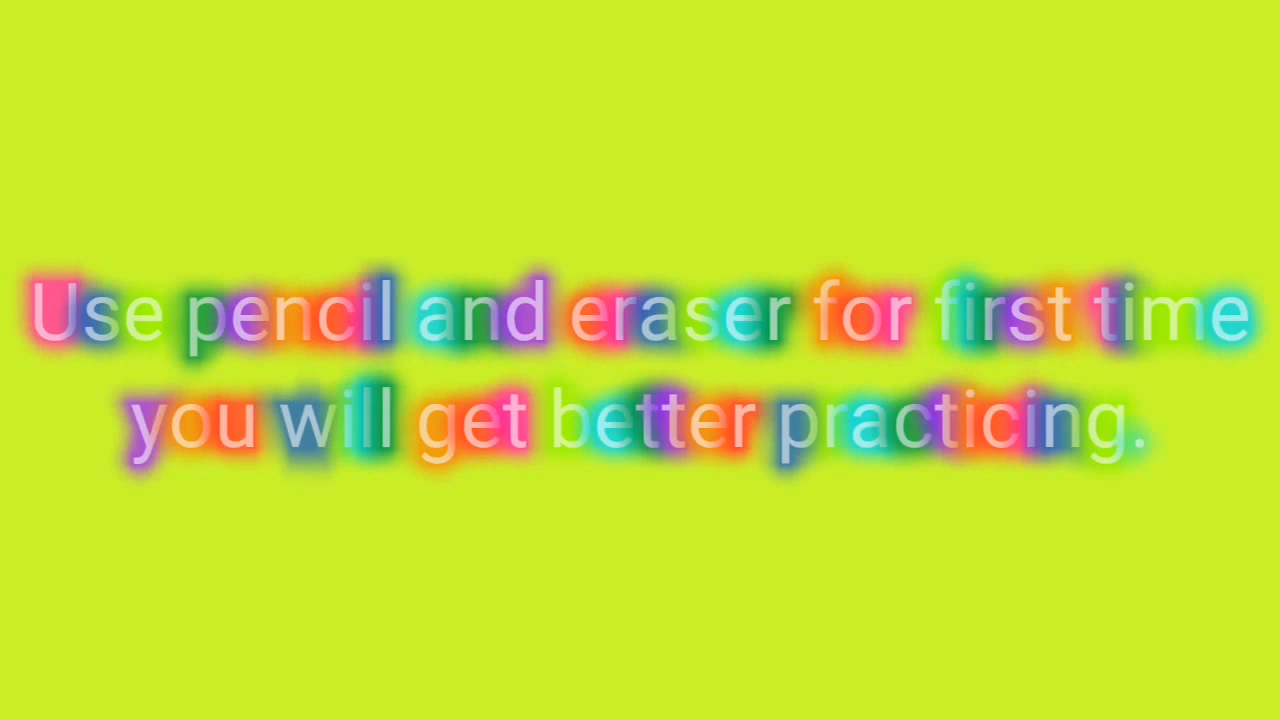 Use pencil and eraser for first time
you will get better practicing.